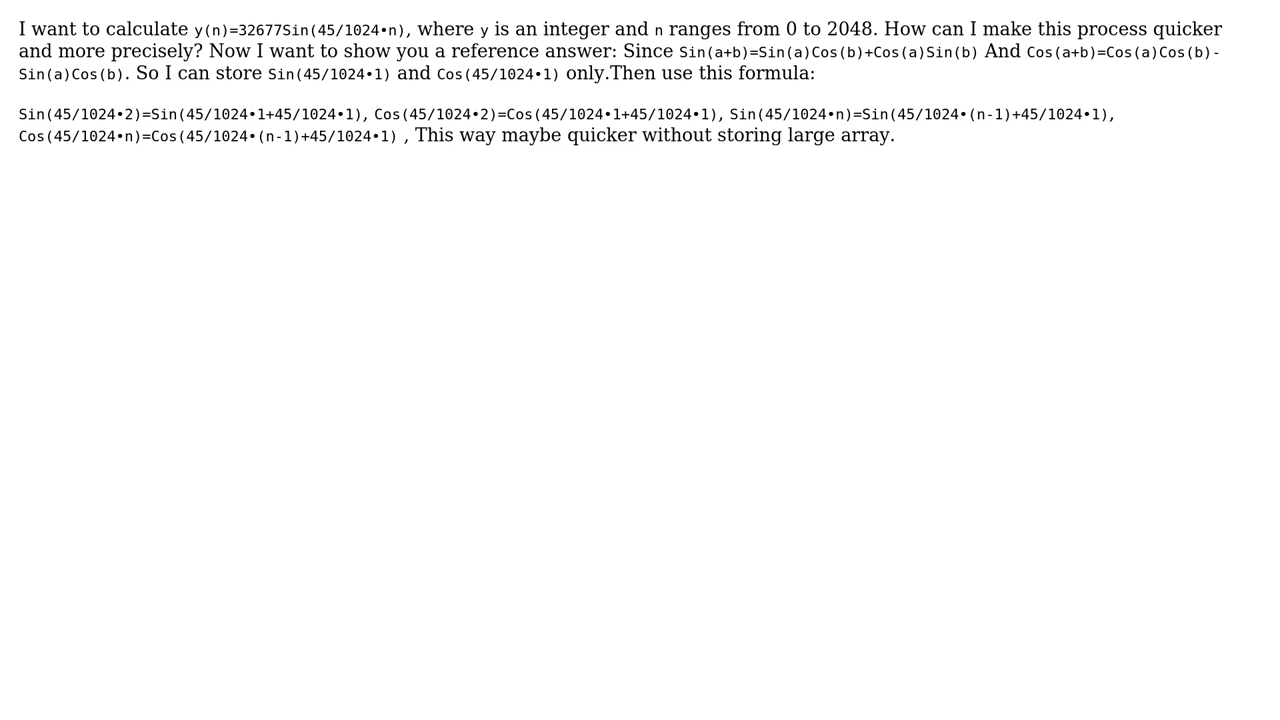 I want to calculate y(n)=32677Sin(45/1024•n), where y is an integer and n ranges from 0 to 2048. How can I make this process quicker
and more precisely? Now I want to show you a reference answer: Since Sin(a+b)=Sin(a)Cos(b)+Cos(a)Sin(b) And Cos(a+b)=Cos(a)Cos(b)-
Sin(a)Cos(b). So I can store Sin(45/1024•1) and Cos(45/1024•1) only.Then use this formula:
Sin(45/1024•2)=Sin(45/1024•1+45/1024•1), Cos(45/1024•2)=Cos(45/1024•1+45/1024•1), Sin(45/1024•n)=Sin(45/1024•(n-1)+45/1024•1),
Cos(45/1024•n)=Cos(45/1024•(n-1)+45/1024•1) , This way maybe quicker without storing large array.